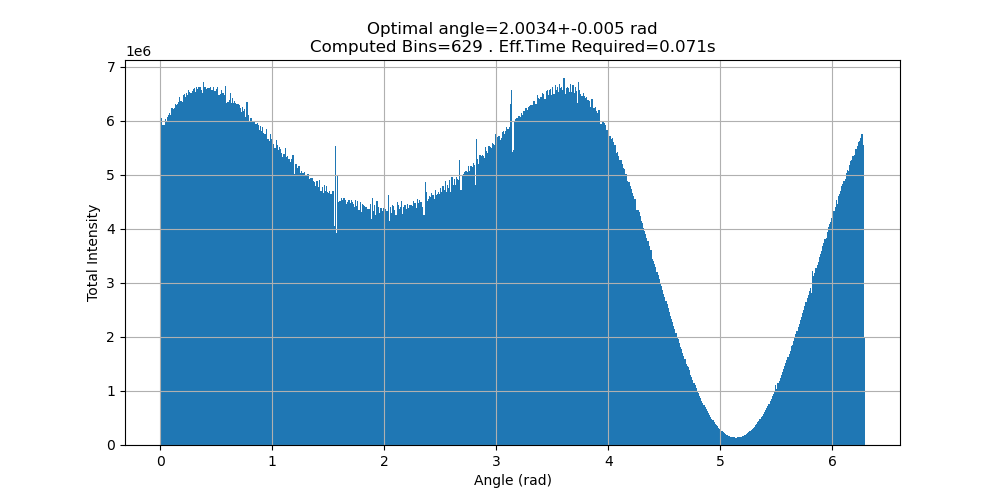 Optimal angle=2.0034+-0.005 rad
Computed Bins=629 . Eff.Time Required=0.071s
1e6
7
6
5
4
3
2
1
0
Total Intensity
0 1 2 3 4 5 6
Angle (rad)